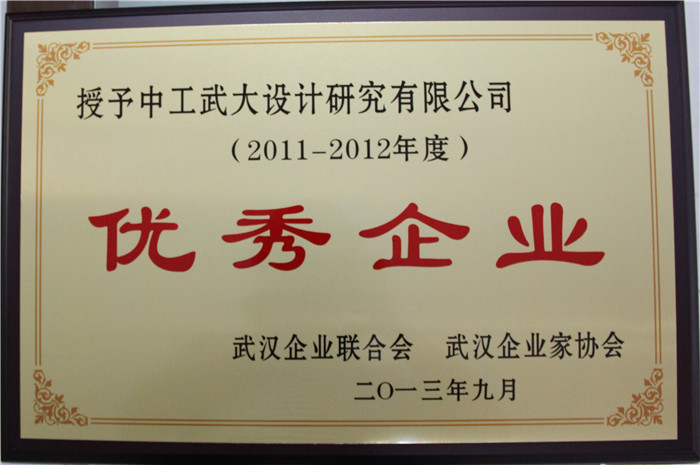 授予中工武大设计研究有限公司
（2011-2012年度）
优秀企业
武汉企业联合会 武汉企业家协会
二O一三年九月